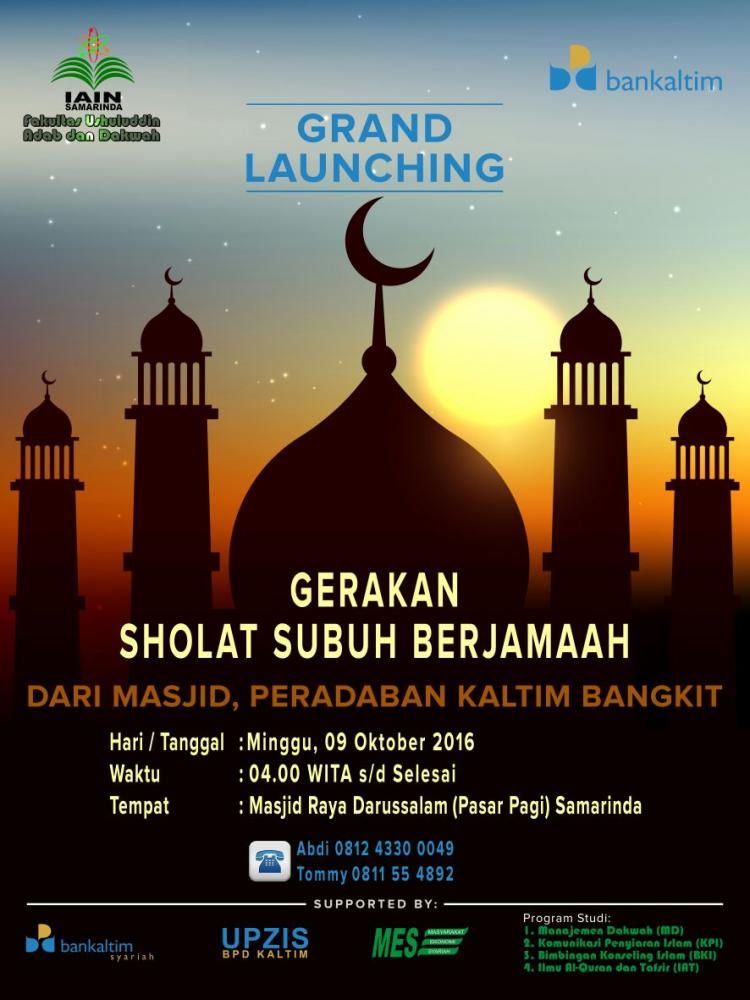 IAIN
SAMARINDA
Fakultas Ushuluddin
Adab dan Dakwah
bankaltim
GRAND
LAUNCHING
GERAKAN
SHOLAT SUBUH BERJAMAAH
DARI MASJID, PERADABAN KALTIM BANGKIT
Hari / Tanggal : Minggu, 09 Oktober 2016
Waktu : 04.00 WITA s/d Selesai
Tempat : Masjid Raya Darussalam (Pasar Pagi) Samarinda
Abdi 0812 4330 0049
Tommy 0811 55 4892
SUPPORTED BY:
bankaltim
syariah
UPZIS
BPD KALTIM
MES
MASYARAKAT
EKONOMI
SYARIAH
Program Studi:
1. Manajemen Dakwah (MD)
2. Komunikasi Penyiaran Islam (KPI)
3. Bimbingan Konseling Islam (BKI)
4. Ilmu Al-Quran dan Tafsir (IAT)